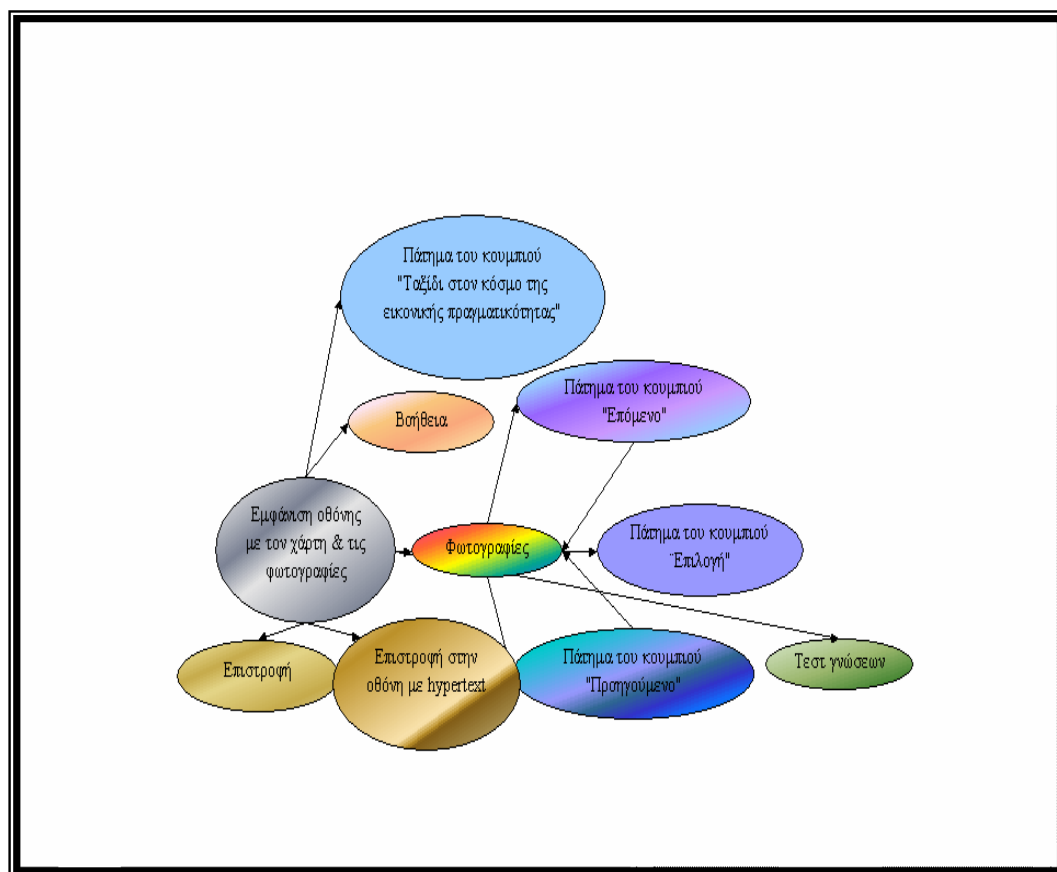 Πάτημα του κουμπιού
"Ταξίδι στον κόσμο της
εικονικής πραγματικότητας"
Πάτημα του κουμπιού
"Επόμενο"
Βοήθεια
Εμφάνιση οθόνης
με τον χάρτη & τις
φωτογραφίες
Φωτογραφίες
Πάτημα του κουμπιού
¨Επιλογή"
Επιστροφή
Επιστροφή στην
οθόνη με hypertext
Πάτημα του κουμπιού
"Προηγούμενο"
Τεστ γνώσεων